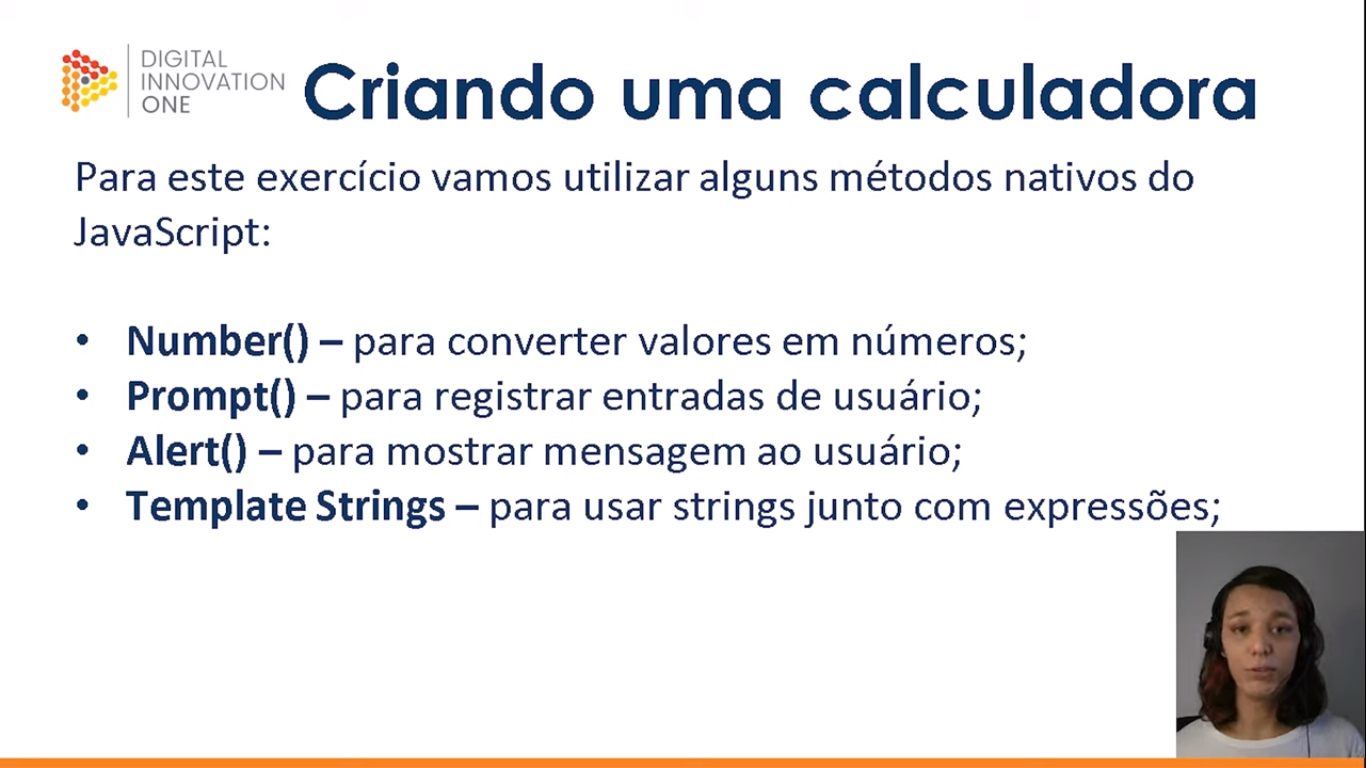 DIGITAL
INNOVATION
ONE
Criando uma calculadora
Para este exercício vamos utilizar alguns métodos nativos do
JavaScript:
• Number() – para converter valores em números;
• Prompt() – para registrar entradas de usuário;
• Alert() – para mostrar mensagem ao usuário;
• Template Strings – para usar strings junto com expressões;